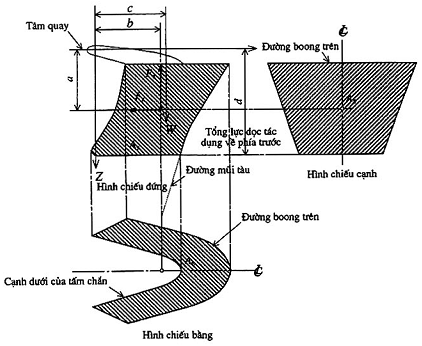 c
b
Tâm quay
Đường boong trên
a
d
W
Z
Tổng lực dọc tác
dụng về phía trước
Đường mũi tàu
Hình chiếu đứng
Hình chiếu cạnh
Đường boong trên
Cạnh dưới của tấm chắn
Hình chiếu bằng